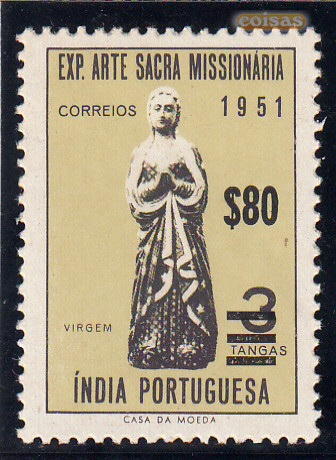 coisas
EXP. ARTE SACRA MISSIONÁRIA
CORREIOS 1951
$80
3
VIRGEM
TANGAS
ÍNDIA PORTUGUESA
CASA DA MOEDA